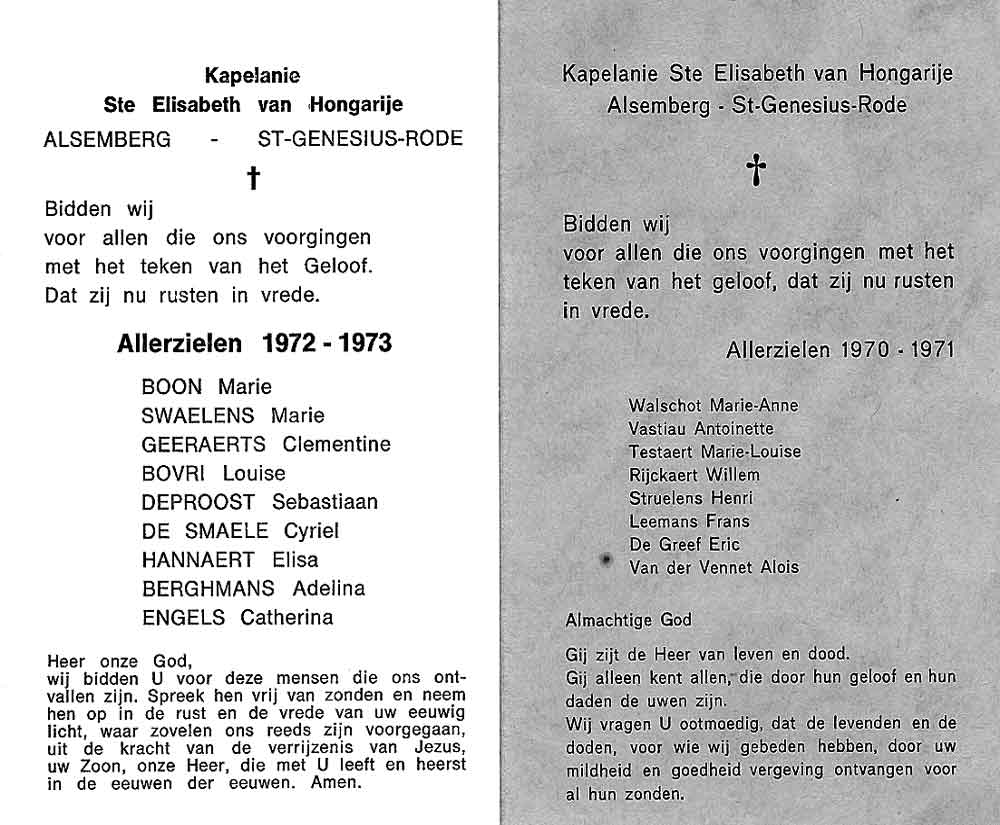 Kapelanie
Ste Elisabeth van Hongarije
ALSEMBERG - ST-GENESIUS-RODE
†
Bidden wij
voor allen die ons voorgingen
met het teken van het Geloof.
Dat zij nu rusten in vrede.
Allerzielen 1972 - 1973
BOON Marie
SWAELENS Marie
GEERAERTS Clementine
BOVRI Louise
DEPROOST Sebastiaan
DE SMAELE Cyriel
HANNAERT Elisa
BERGHMANS Adelina
ENGELS Catherina
Heer onze God,
wij bidden U voor deze mensen die ons ont-
vallen zijn. Spreek hen vrij van zonden en neem
hen op in de rust en de vrede van uw eeuwig
licht, waar zovelen ons reeds zijn voorgegaan,
uit de kracht van de verrijzenis van Jezus,
uw Zoon, onze Heer, die met U leeft en heerst
in de eeuwen der eeuwen. Amen.
Kapelanie Ste Elisabeth van Hongarije
Alsemberg - St-Genesius-Rode
†
Bidden wij
voor allen die ons voorgingen met het
teken van het geloof, dat zij nu rusten
in vrede.
Allerzielen 1970 - 1971
Walschot Marie-Anne
Vastiau Antoinette
Testaert Marie-Louise
Rijckaert Willem
Struelens Henri
Leemans Frans
De Greef Eric
Van der Vennet Alois
Almachtige God
Gij zijt de Heer van leven en dood.
Gij alleen kent allen, die door hun geloof en hun
daden de uwen zijn.
Wij vragen U ootmoedig, dat de levenden en de
doden, voor wie wij gebeden hebben, door uw
mildheid en goedheid vergeving ontvangen voor
al hun zonden.